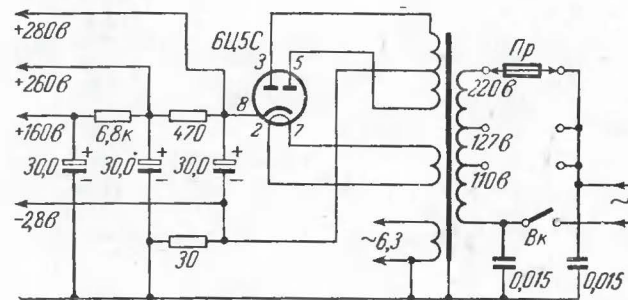 +280в
+260в
+160в
-2,8в
6,8к
470
30,0
+
-
30,0
+
-
30,0
+
-
30
6Ц5С
3
5
8
2
7
~6,3
220в
127в
110в
Пр
Вк
~
0,015
0,015